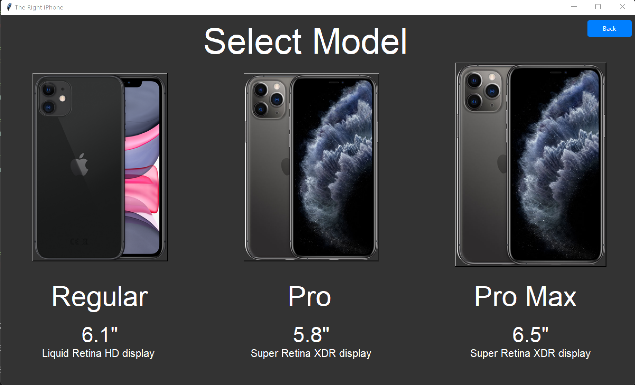 The Right iPhone
Select Model
Back
Regular
Pro
Pro Max
6.1"
5.8"
6.5"
Liquid Retina HD display
Super Retina XDR display
Super Retina XDR display